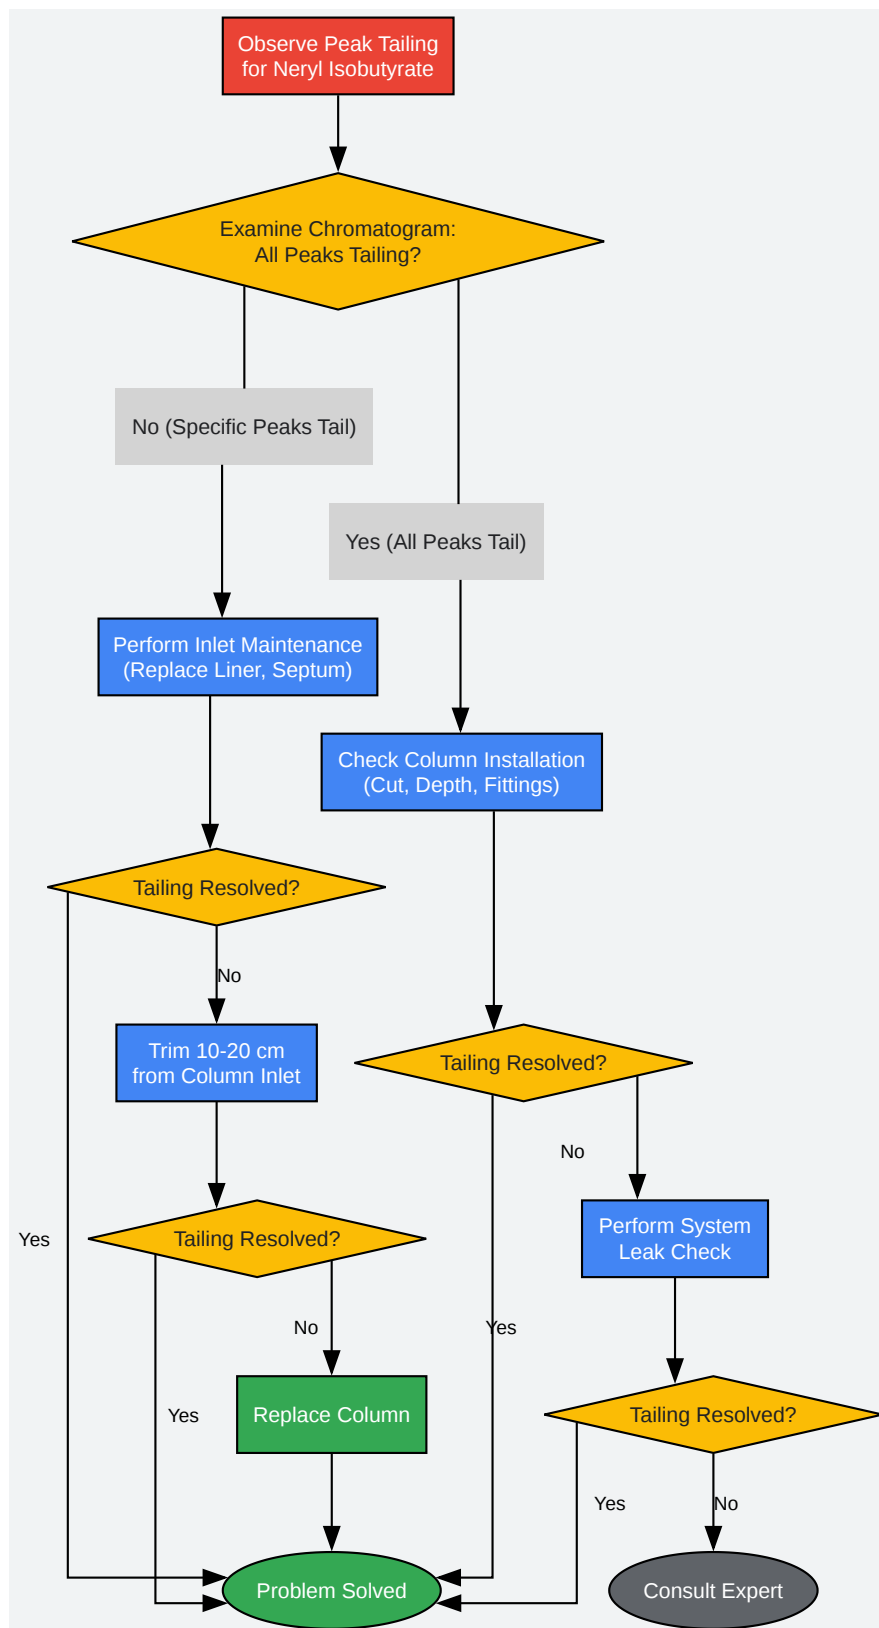 Observe Peak Tailing
for Neryl Isobutyrate
Examine Chromatogram:
All Peaks Tailing?
No (Specific Peaks Tail)
Yes (All Peaks Tail)
Perform Inlet Maintenance
(Replace Liner, Septum)
Check Column Installation
(Cut, Depth, Fittings)
Tailing Resolved?
No
Trim 10-20 cm
from Column Inlet
Tailing Resolved?
No
Yes
Tailing Resolved?
Perform System
Leak Check
No
Yes
Yes
Replace Column
Tailing Resolved?
Yes
No
Problem Solved
Consult Expert